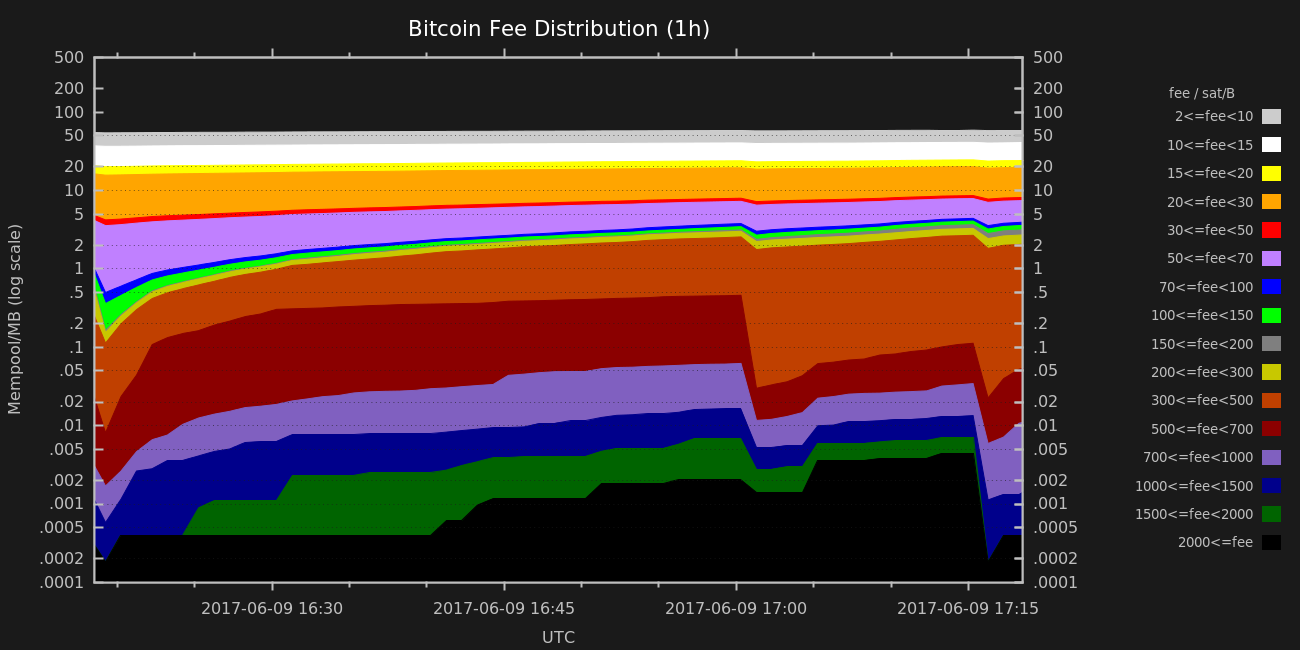 Bitcoin Fee Distribution (1h)
500 500
200 200
100 100
50 50
20 20
10 10
5 5
2 2
1 1
.5 .5
.2 .2
.1 .1
.05 .05
.02 .02
.01 .01
.005 .005
.002 .002
.001 .001
.0005 .0005
.0002 .0002
.0001 .0001
Mempool/MB (log scale)
2017-06-09 16:30 2017-06-09 16:45 2017-06-09 17:00 2017-06-09 17:15
UTC
fee / sat/B
2<=fee<10
10<=fee<15
15<=fee<20
20<=fee<30
30<=fee<50
50<=fee<70
70<=fee<100
100<=fee<150
150<=fee<200
200<=fee<300
300<=fee<500
500<=fee<700
700<=fee<1000
1000<=fee<1500
1500<=fee<2000
2000<=fee